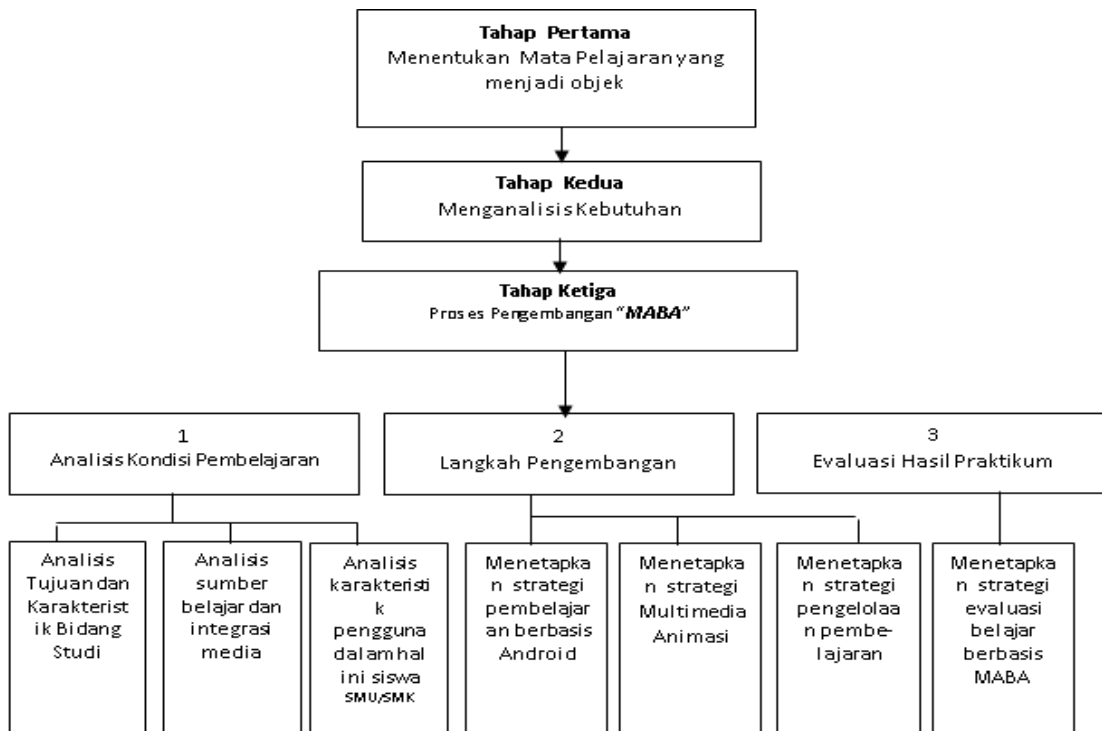 Tahap Pertama
Menentukan Mata Pelajaran yang
menjadi objek
Tahap Kedua
Menganalisis Kebutuhan
Tahap Ketiga
Proses Pengembangan “MABA”
1
Analisis Kondisi Pembelajaran
2
Langkah Pengembangan
3
Evaluasi Hasil Praktikum
Analisis
Tujuan dan
Karakterist
ik Bidang
Studi
Analisis
sumber
belajar dan
integrasi
media
Analisis
karakteristi
k
pengguna
dalam hal
ini siswa
SMU/SMK
Menetapka
n strategi
pembelajar
an berbasis
Android
Menetapka
n strategi
Multimedia
Animasi
Menetapka
n strategi
pengelolaa
n pembe-
lajaran
Menetapka
n strategi
evaluasi
belajar
berbasis
MABA